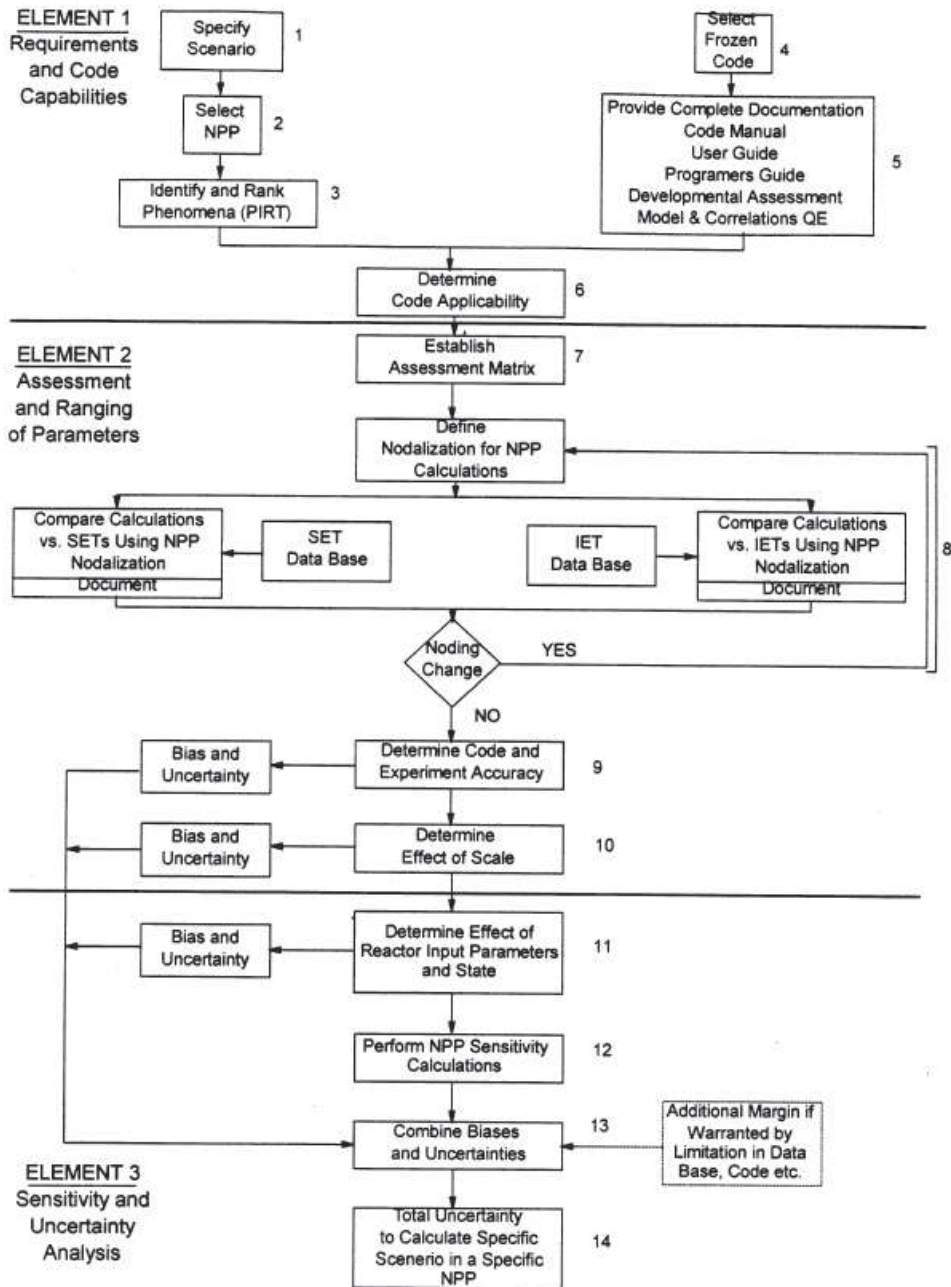 ELEMENT 1
Requirements
and Code
Capabilities
Specify
Scenario
1
Select
NPP
2
Identify and Rank
Phenomena (PIRT)
3
Select
Frozen
Code
4
Provide Complete Documentation
Code Manual
User Guide
Programers Guide
Developmental Assessment
Model & Correlations QE
5
Determine
Code Applicability
6
ELEMENT 2
Assessment
and Ranging
of Parameters
Establish
Assessment Matrix
7
Define
Nodalization for NPP
Calculations
Compare Calculations
vs. SETs Using NPP
Nodalization
Document
SET
Data Base
IET
Data Base
Compare Calculations
vs. IETs Using NPP
Nodalization
Document
8
Noding
Change
YES
NO
Bias and
Uncertainty
Determine Code and
Experiment Accuracy
9
Bias and
Uncertainty
Determine
Effect of Scale
10
Bias and
Uncertainty
Determine Effect of
Reactor Input Parameters
and State
11
Perform NPP Sensitivity
Calculations
12
Combine Biases
and Uncertainties
13
Additional Margin if
Warranted by
Limitation in Data
Base, Code etc.
ELEMENT 3
Sensitivity and
Uncertainty
Analysis
Total Uncertainty
to Calculate Specific
Scenerio in a Specific
NPP
14